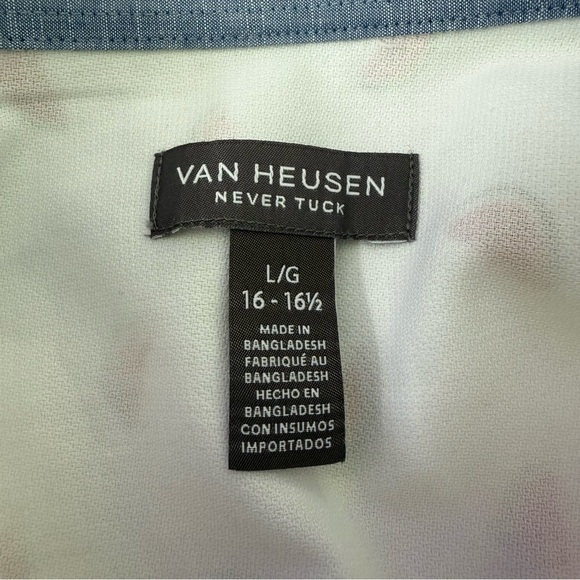 VAN HEUSEN
NEVER TUCK
L/G
16 - 16½
MADE IN
BANGLADESH
FABRIQUÉ AU
BANGLADESH
HECHO EN
BANGLADESH
CON INSUMOS
IMPORTADOS